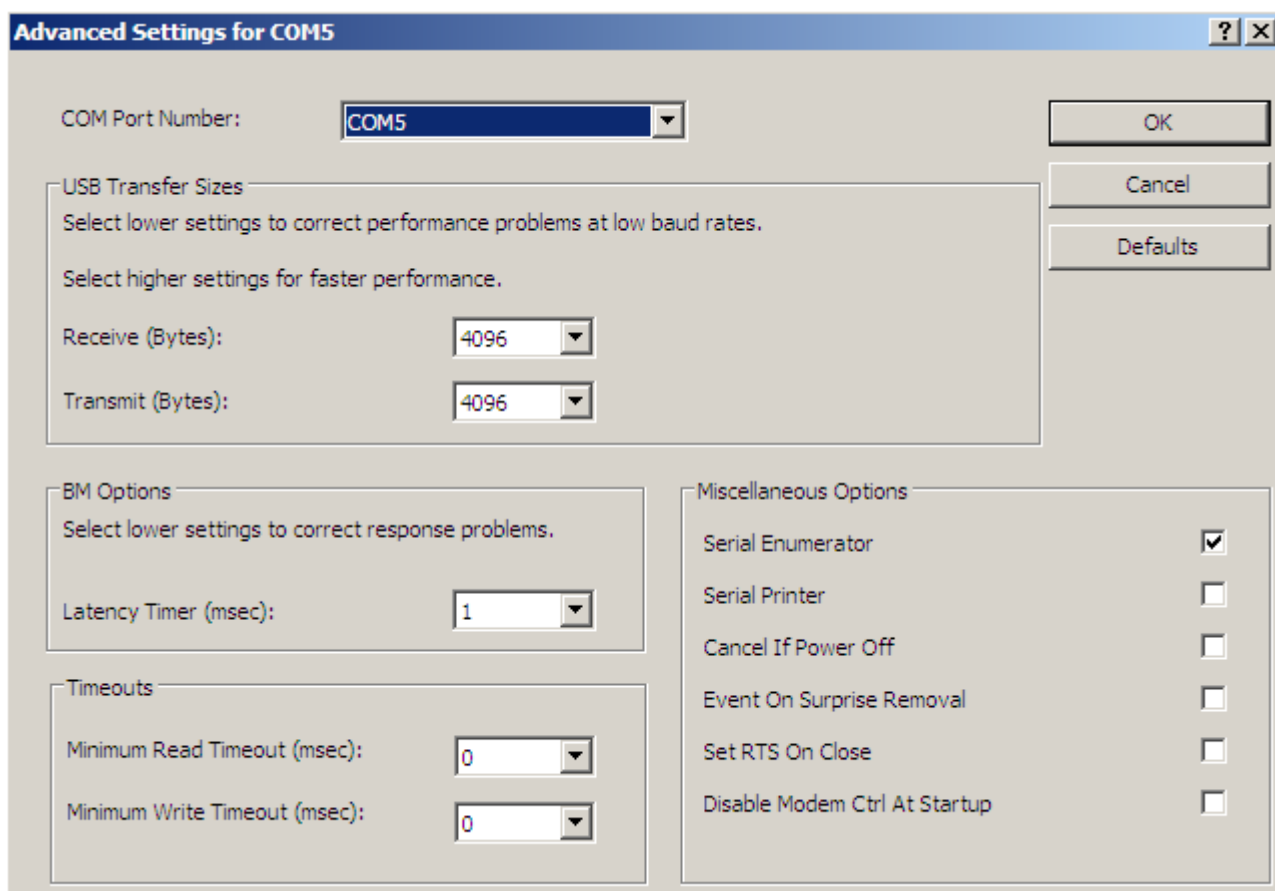 Advanced Settings for COM5
COM Port Number: COM5
OK
Cancel
Defaults
USB Transfer Sizes
Select lower settings to correct performance problems at low baud rates.
Select higher settings for faster performance.
Receive (Bytes): 4096
Transmit (Bytes): 4096
BM Options
Select lower settings to correct response problems.
Latency Timer (msec): 1
Timeouts
Minimum Read Timeout (msec): 0
Minimum Write Timeout (msec): 0
Miscellaneous Options
Serial Enumerator
Serial Printer
Cancel If Power Off
Event On Surprise Removal
Set RTS On Close
Disable Modem Ctrl At Startup